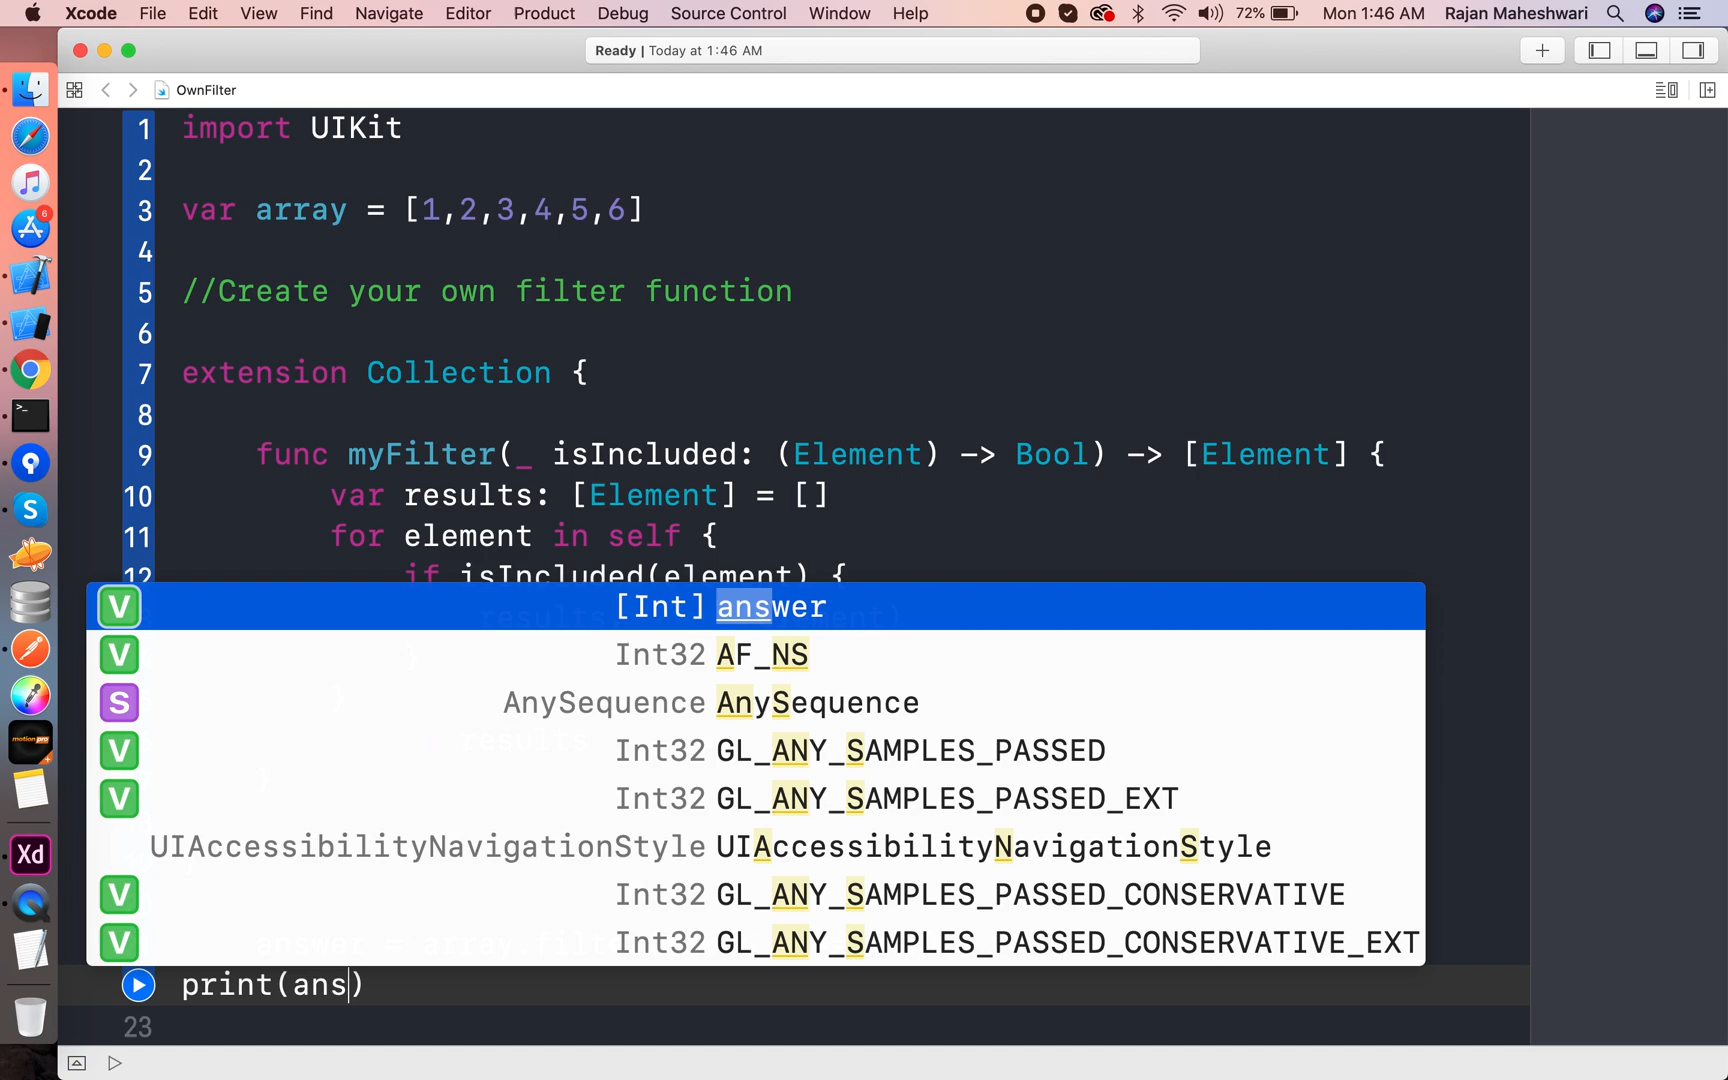 Xcode File Edit View Find Navigate Editor Product Debug Source Control Window Help 72% Mon 1:46 AM Rajan Maheshwari
Ready | Today at 1:46 AM
OwnFilter
1 import UIKit
2
3 var array = [1,2,3,4,5,6]
4
5 //Create your own filter function
6
7 extension Collection {
8
9 func myFilter(_ isIncluded: (Element) -> Bool) -> [Element] {
10 var results: [Element] = []
11 for element in self {
12 if isIncluded(element) {
V [Int] answer
V Int32 AF_NS
S AnySequence AnySequence
V Int32 GL_ANY_SAMPLES_PASSED
V Int32 GL_ANY_SAMPLES_PASSED_EXT
UIAccessibilityNavigationStyle UIAccessibilityNavigationStyle
V Int32 GL_ANY_SAMPLES_PASSED_CONSERVATIVE
V Int32 GL_ANY_SAMPLES_PASSED_CONSERVATIVE_EXT
print(ans)
23
6
S
motion pro
Xd